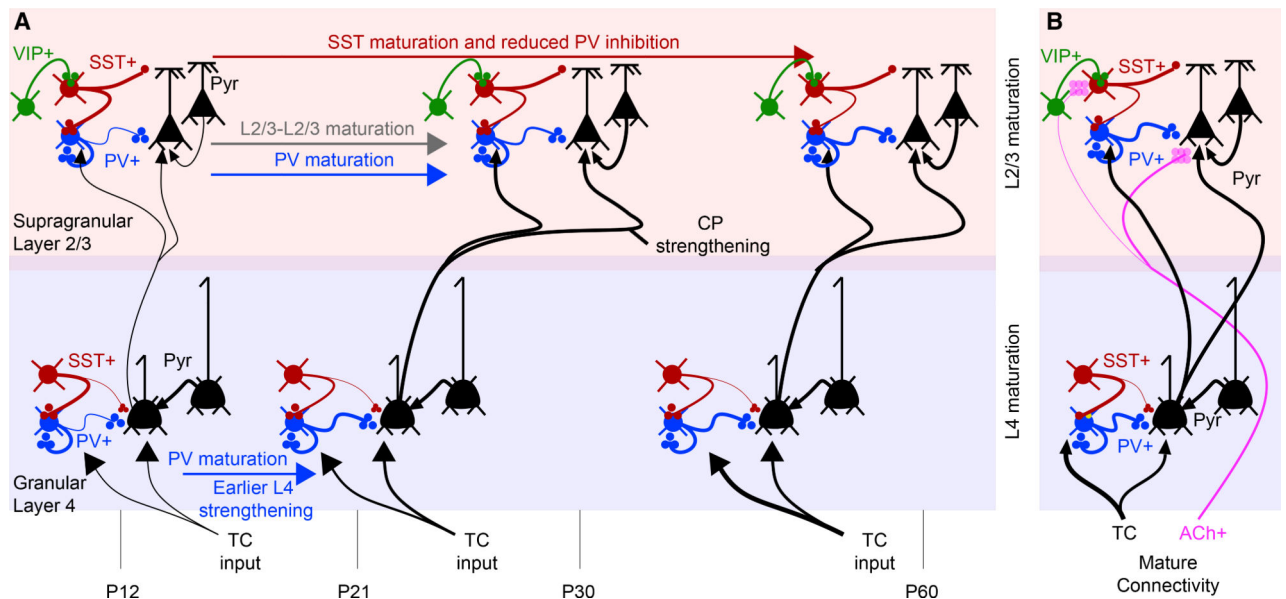 A
VIP+
SST+
Pyr
PV+
SST maturation and reduced PV inhibition
L2/3-L2/3 maturation
PV maturation
Supragranular
Layer 2/3
CP
strengthening
SST+
Pyr
PV+
PV maturation
Earlier L4
strengthening
Granular
Layer 4
TC
input
TC
input
TC
input
P12
P21
P30
P60
L2/3 maturation
L4 maturation
B
VIP+
SST+
PV+
Pyr
SST+
PV+
Pyr
TC
ACh+
Mature
Connectivity